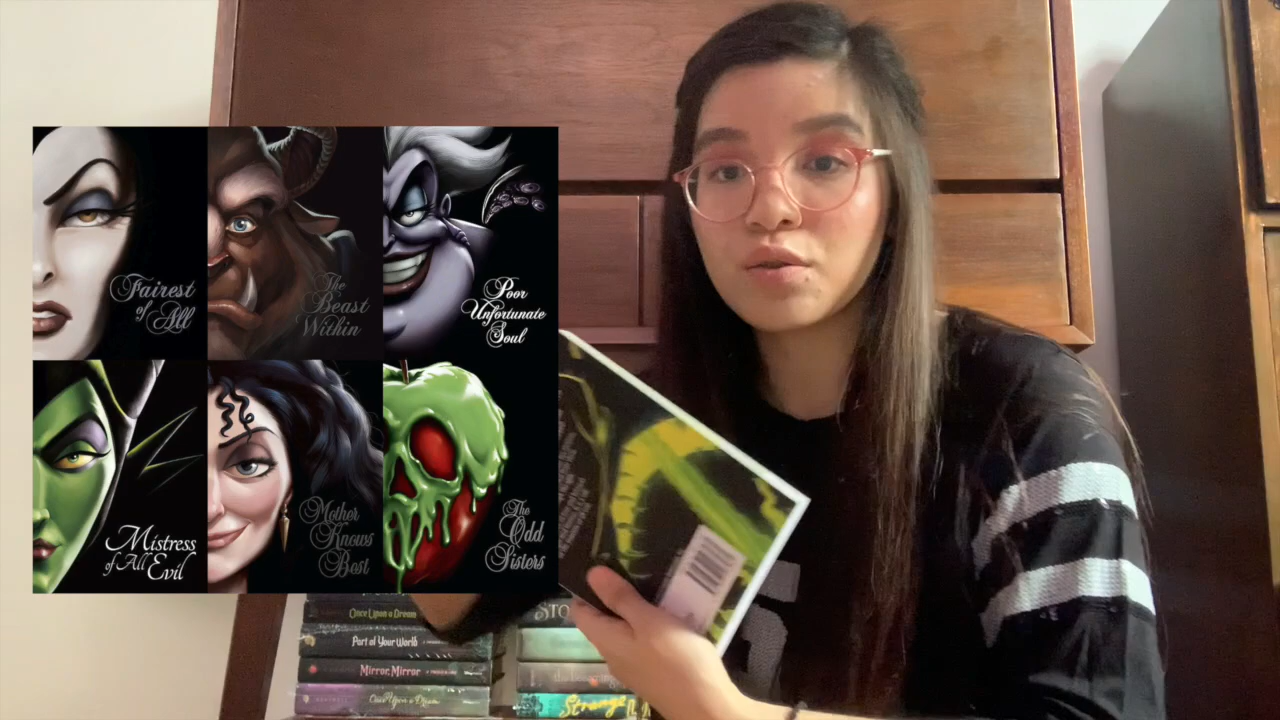 Fairest
of
All
The
Beast
Within
Poor
Unfortunate
Soul
Mistress
of All
Evil
Mother
Knows
Best
The
Odd
Sisters
Once Upon a Dream
Part of Your World
Mirror, Mirror
Once Upon a Dream
Strange